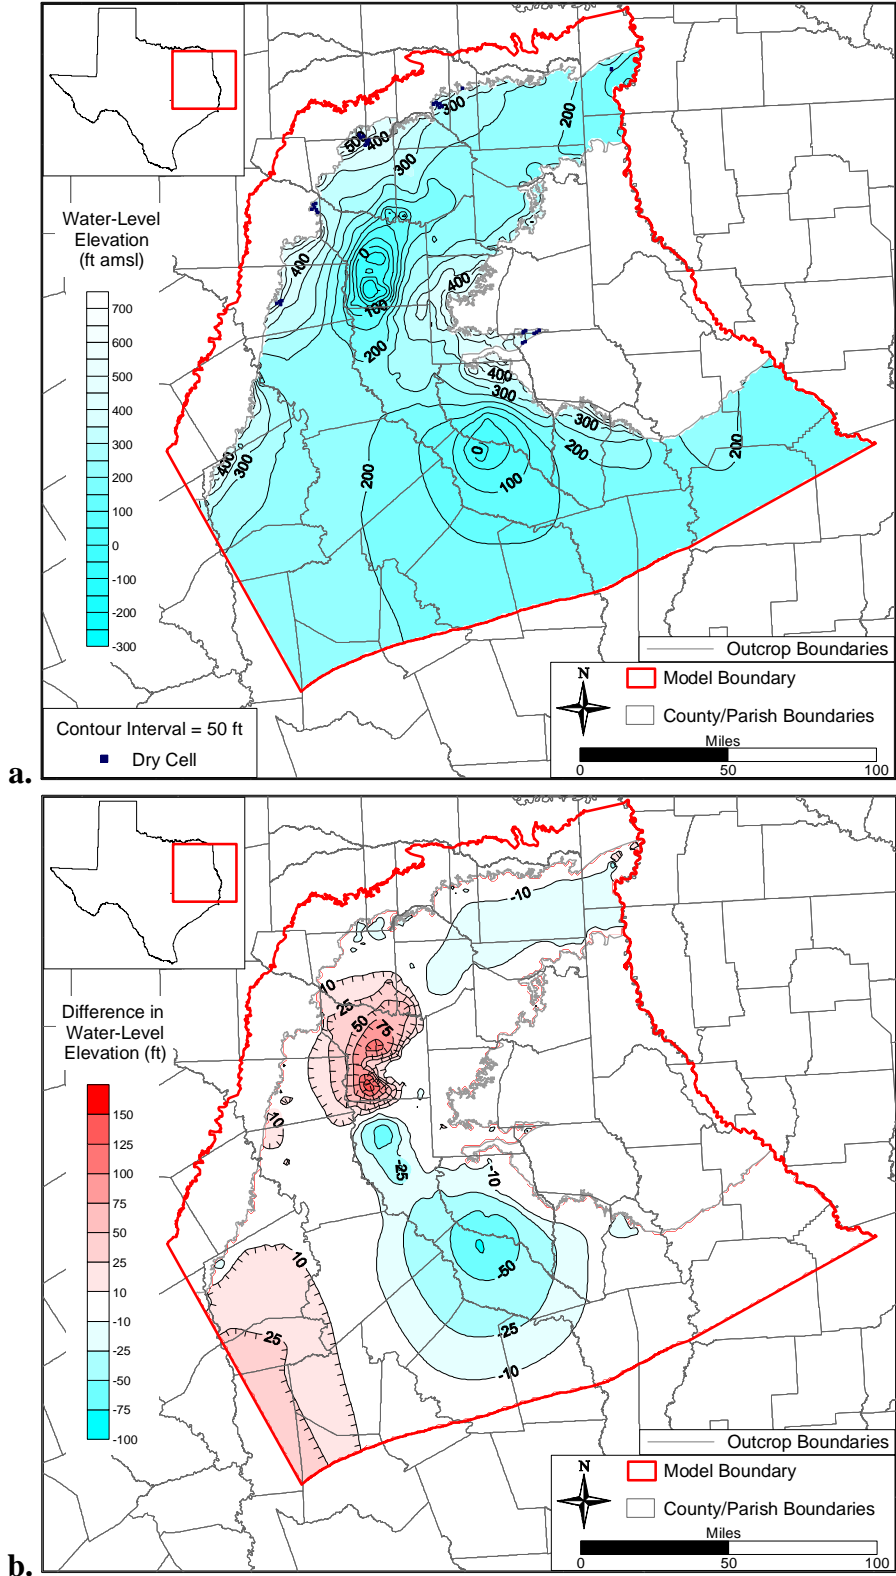 Water-Level
Elevation
(ft amsl)
700
600
500
400
300
200
100
0
-100
-200
-300
500
400
300
300
200
400
0
100
200
400
400
300
300
200
200
400
300
200
0
100
Outcrop Boundaries
N
Model Boundary
County/Parish Boundaries
Miles
0 50 100
Contour Interval = 50 ft
Dry Cell
a.
Difference in
Water-Level
Elevation (ft)
150
125
100
75
50
25
10
-10
-25
-50
-75
-100
-10
10
25
50
75
10
-25
-10
-50
-25
-10
10
25
Outcrop Boundaries
N
Model Boundary
County/Parish Boundaries
Miles
0 50 100
b.